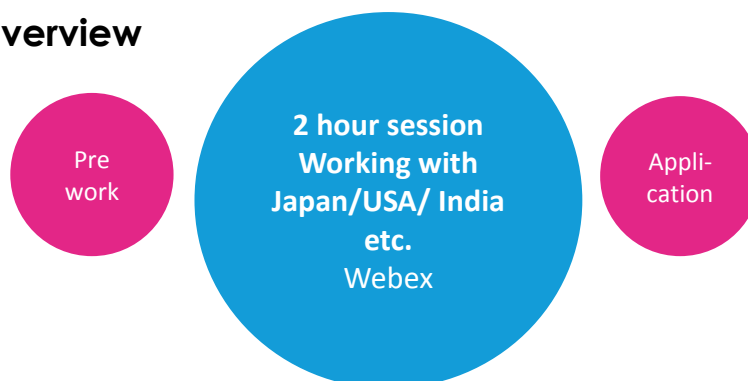 verview
Pre
work
2 hour session
Working with
Japan/USA/ India
etc.
Webex
Appli-
cation